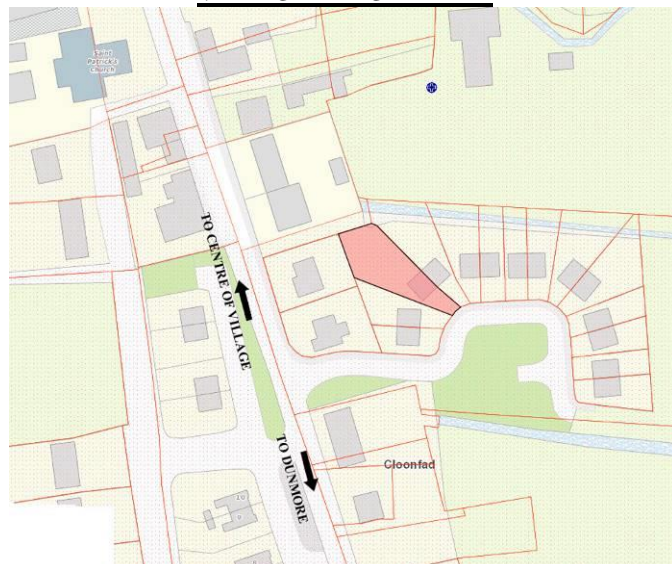 Saint
Patrick's
Church
TO CENTRE OF VILLAGE
TO DUNMORE
Cloonfad